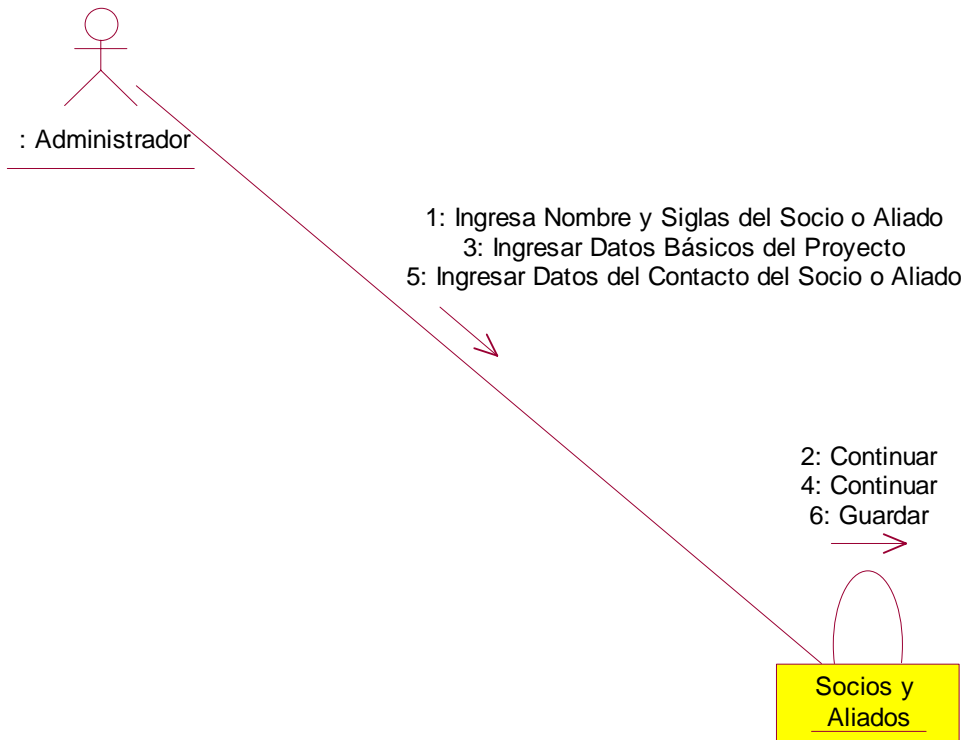 : Administrador
1: Ingresa Nombre y Siglas del Socio o Aliado
3: Ingresar Datos Básicos del Proyecto
5: Ingresar Datos del Contacto del Socio o Aliado
2: Continuar
4: Continuar
6: Guardar
Socios y
Aliados